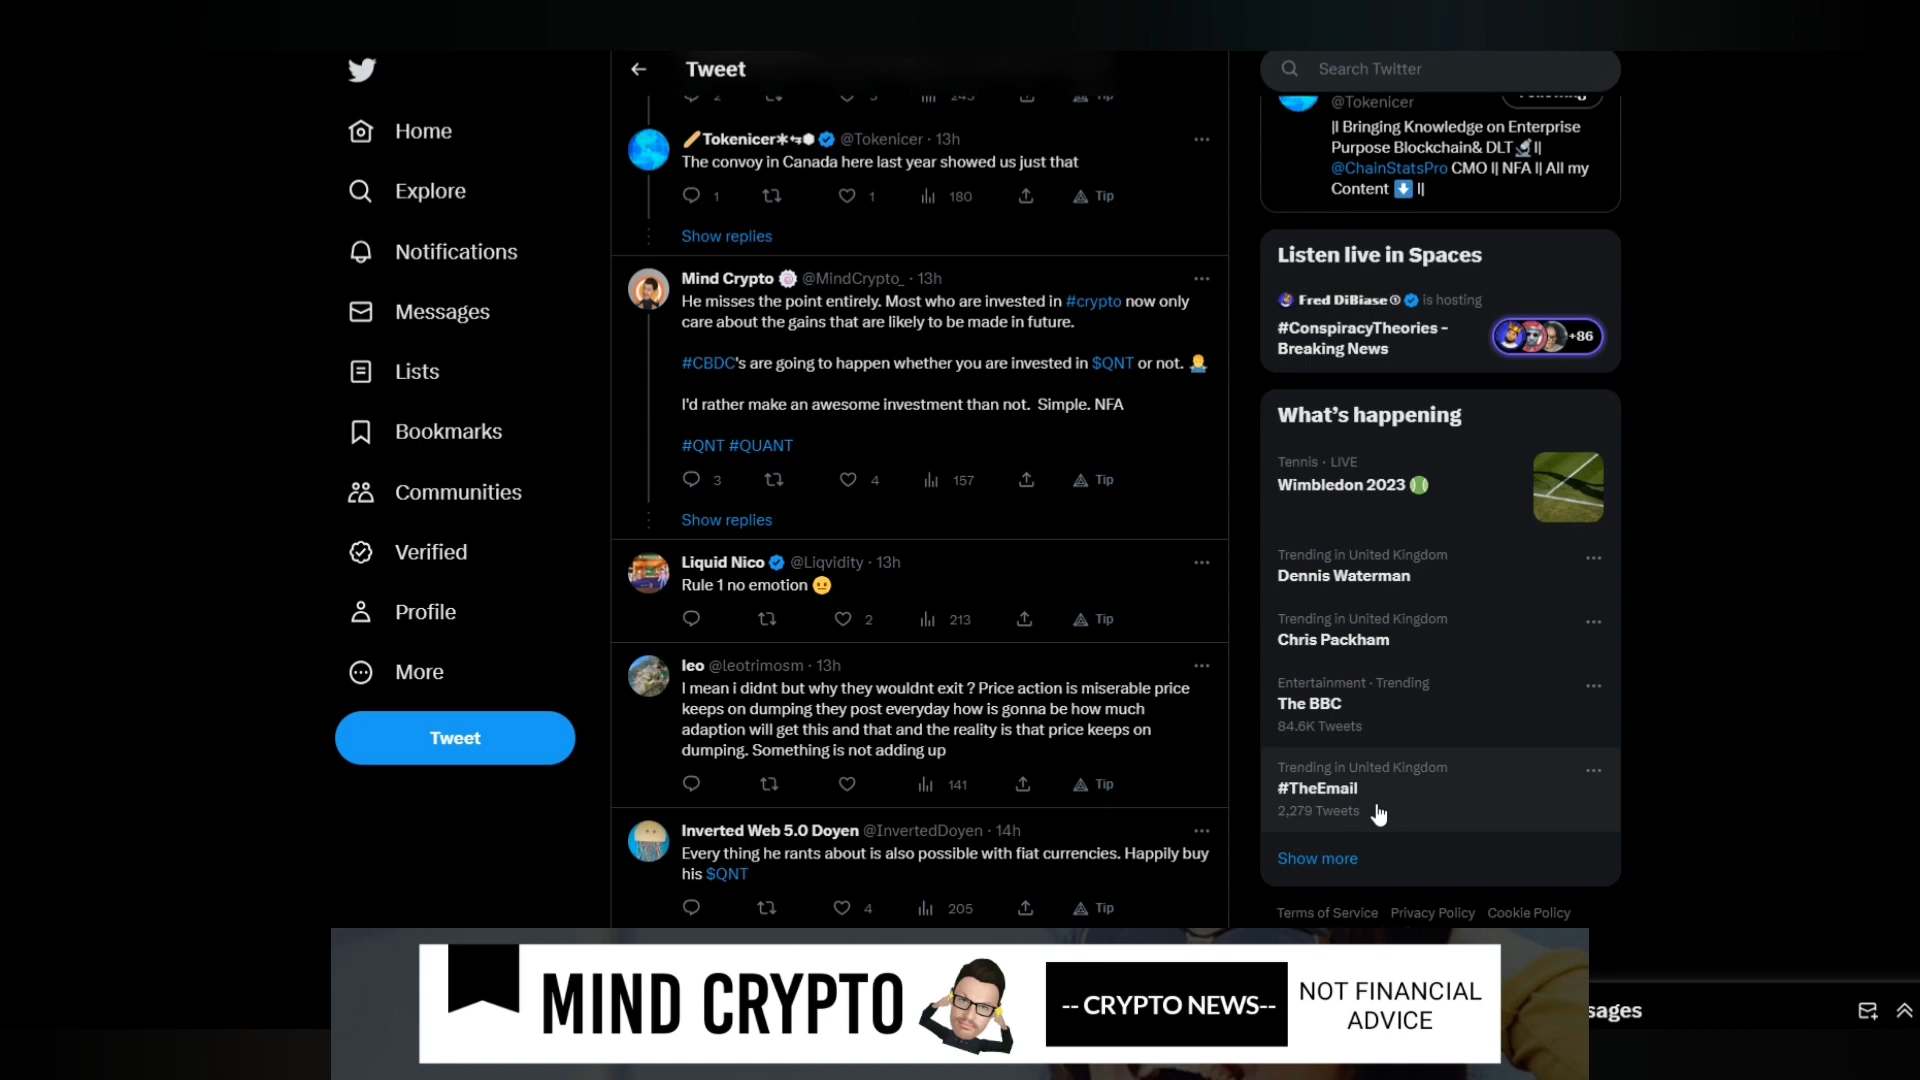 Home
Explore
Notifications
Messages
Lists
Bookmarks
Communities
Verified
Profile
More
Tweet
Tweet
Tip
Tokenicer @Tokenicer · 13h
The convoy in Canada here last year showed us just that
1 1 180 Tip
Show replies
Mind Crypto @MindCrypto_ · 13h
He misses the point entirely. Most who are invested in #crypto now only
care about the gains that are likely to be made in future.
#CBDC's are going to happen whether you are invested in $QNT or not.
I'd rather make an awesome investment than not. Simple. NFA
#QNT #QUANT
3 4 157 Tip
Show replies
Liquid Nico @Liqvidity · 13h
Rule 1 no emotion
2 213 Tip
leo @leotrimosm · 13h
I mean i didnt but why they wouldnt exit ? Price action is miserable price
keeps on dumping they post everyday how is gonna be how much
adaption will get this and that and the reality is that price keeps on
dumping. Something is not adding up
141 Tip
Inverted Web 5.0 Doyen @InvertedDoyen · 14h
Every thing he rants about is also possible with fiat currencies. Happily buy
his $QNT
4 205 Tip
Search Twitter
@Tokenicer
|| Bringing Knowledge on Enterprise
Purpose Blockchain& DLT ||
@ChainStatsPro CMO || NFA || All my
Content ||
Listen live in Spaces
Fred DiBiase is hosting
#ConspiracyTheories -
Breaking News
+86
What's happening
Tennis · LIVE
Wimbledon 2023
Trending in United Kingdom
Dennis Waterman
Trending in United Kingdom
Chris Packham
Entertainment · Trending
The BBC
84.6K Tweets
Trending in United Kingdom
#TheEmail
2,279 Tweets
Show more
Terms of Service Privacy Policy Cookie Policy
MIND CRYPTO
-- CRYPTO NEWS--
NOT FINANCIAL
ADVICE
sages